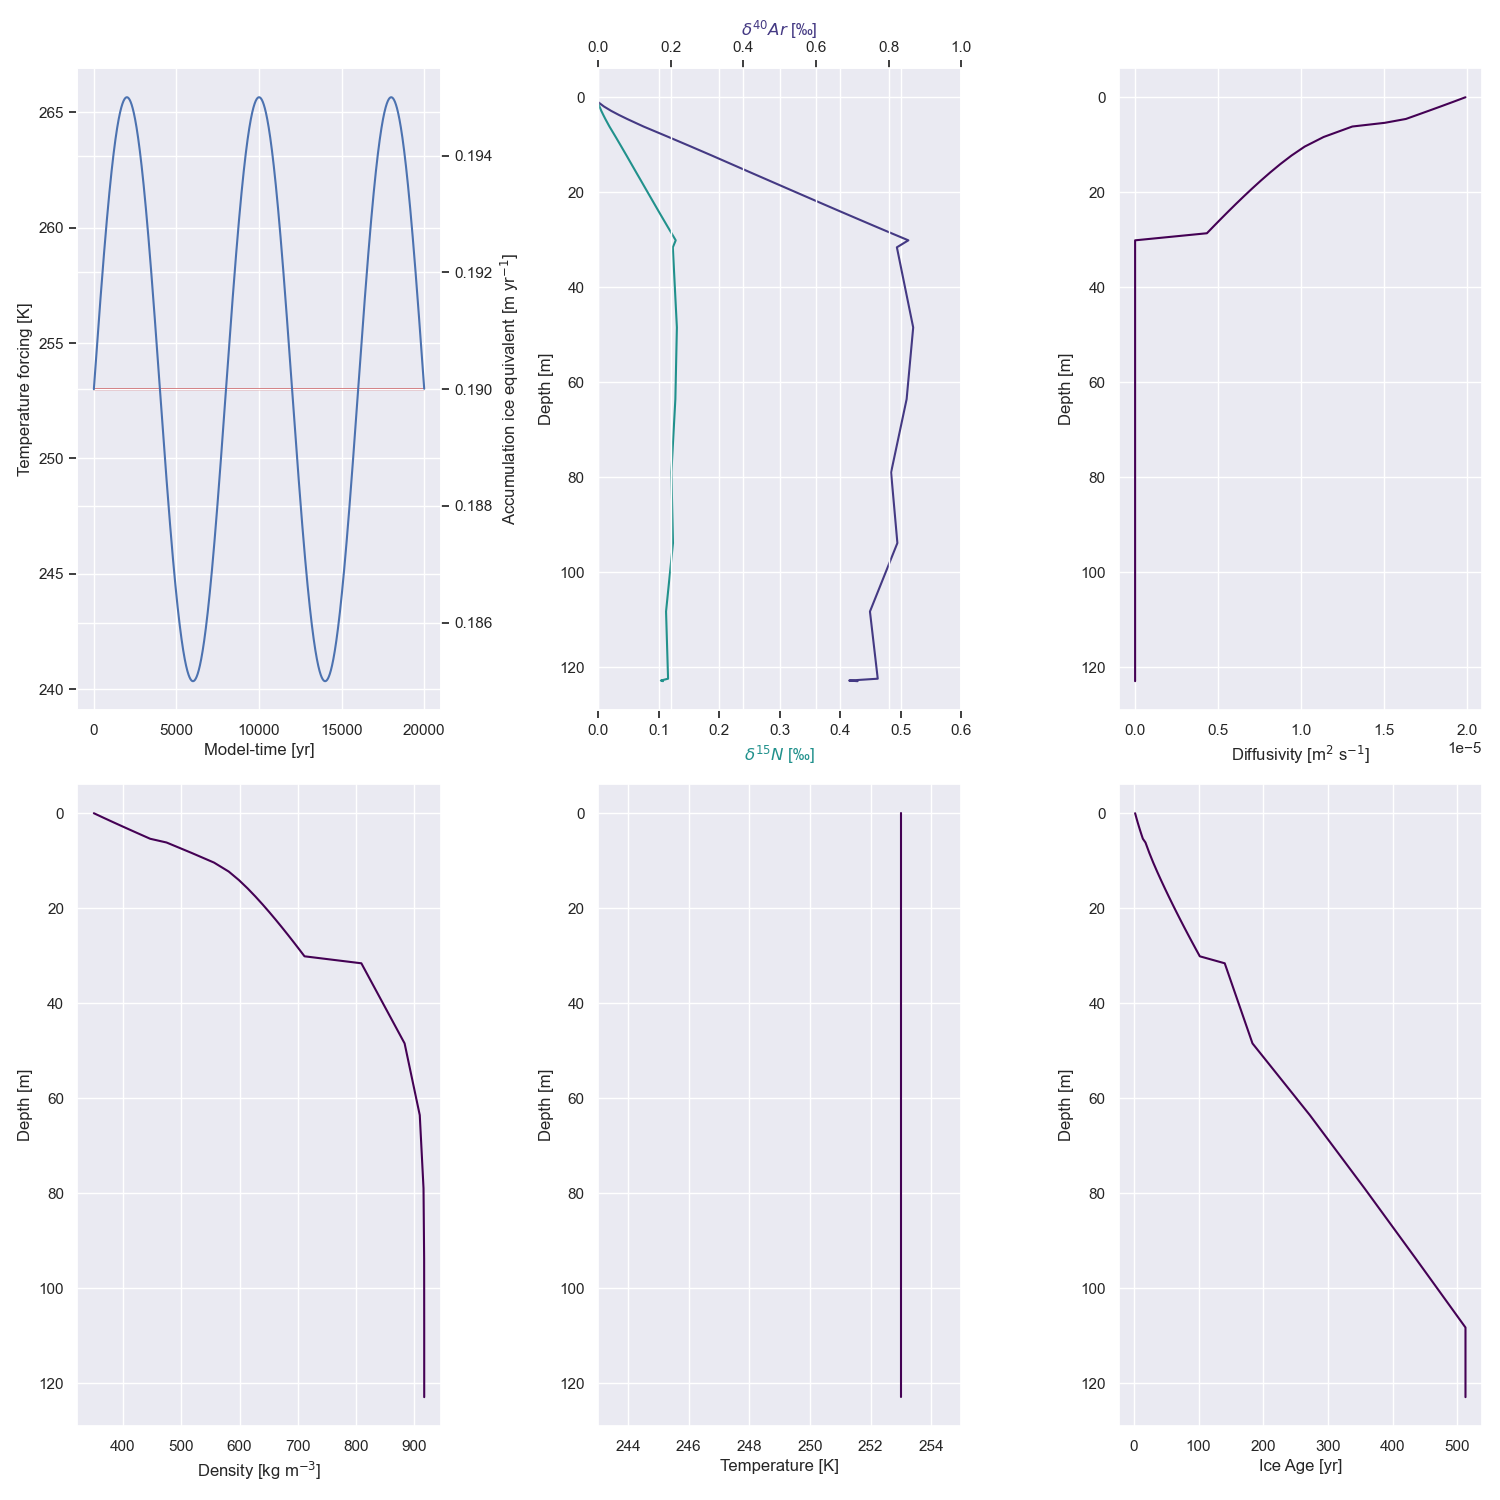 δ⁴⁰Ar [‰]
0.0 0.2 0.4 0.6 0.8 1.0
Temperature forcing [K]
265
260
255
250
245
240
0 5000 10000 15000 20000
Model-time [yr]
Accumulation ice equivalent [m yr⁻¹]
0.194
0.192
0.190
0.188
0.186
Depth [m]
0
20
40
60
80
100
120
0.0 0.1 0.2 0.3 0.4 0.5 0.6
δ¹⁵N [‰]
Depth [m]
0
20
40
60
80
100
120
0.0 0.5 1.0 1.5 2.0
1e−5
Diffusivity [m² s⁻¹]
Depth [m]
0
20
40
60
80
100
120
400 500 600 700 800 900
Density [kg m⁻³]
Depth [m]
0
20
40
60
80
100
120
244 246 248 250 252 254
Temperature [K]
Depth [m]
0
20
40
60
80
100
120
0 100 200 300 400 500
Ice Age [yr]